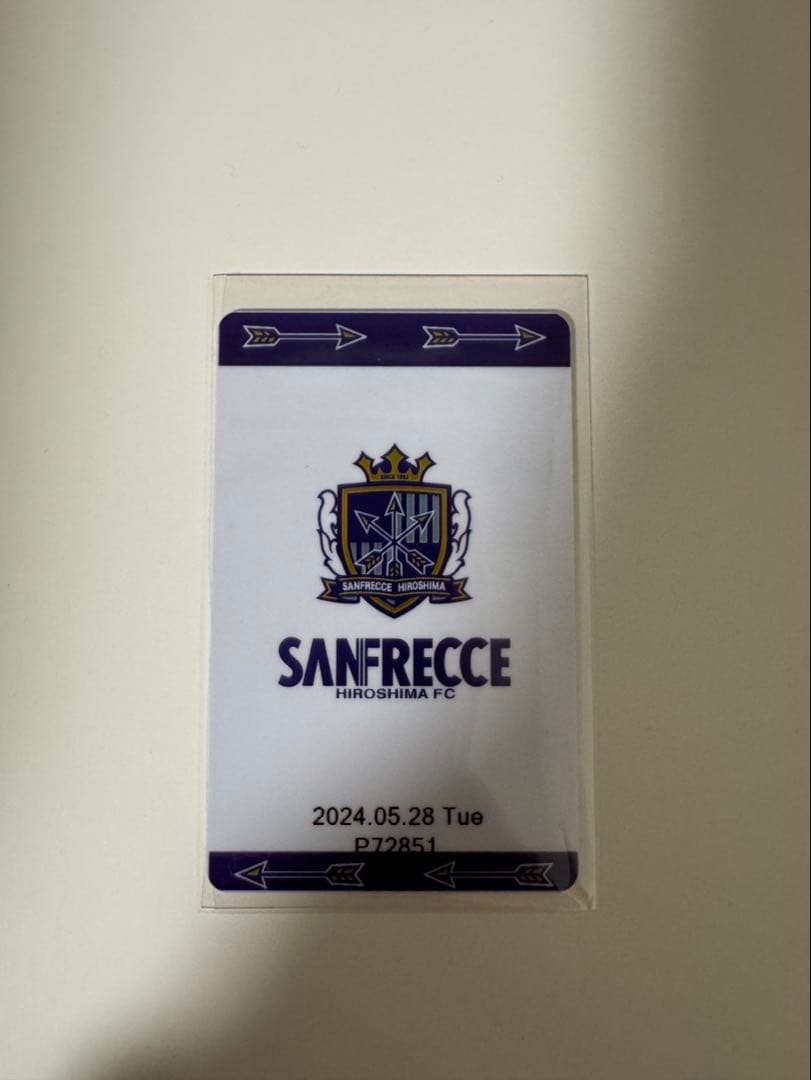 SINCE 1992
SANFRECCE HIROSHIMA
SANFRECCE
HIROSHIMA FC
2024.05.28 Tue
P72851